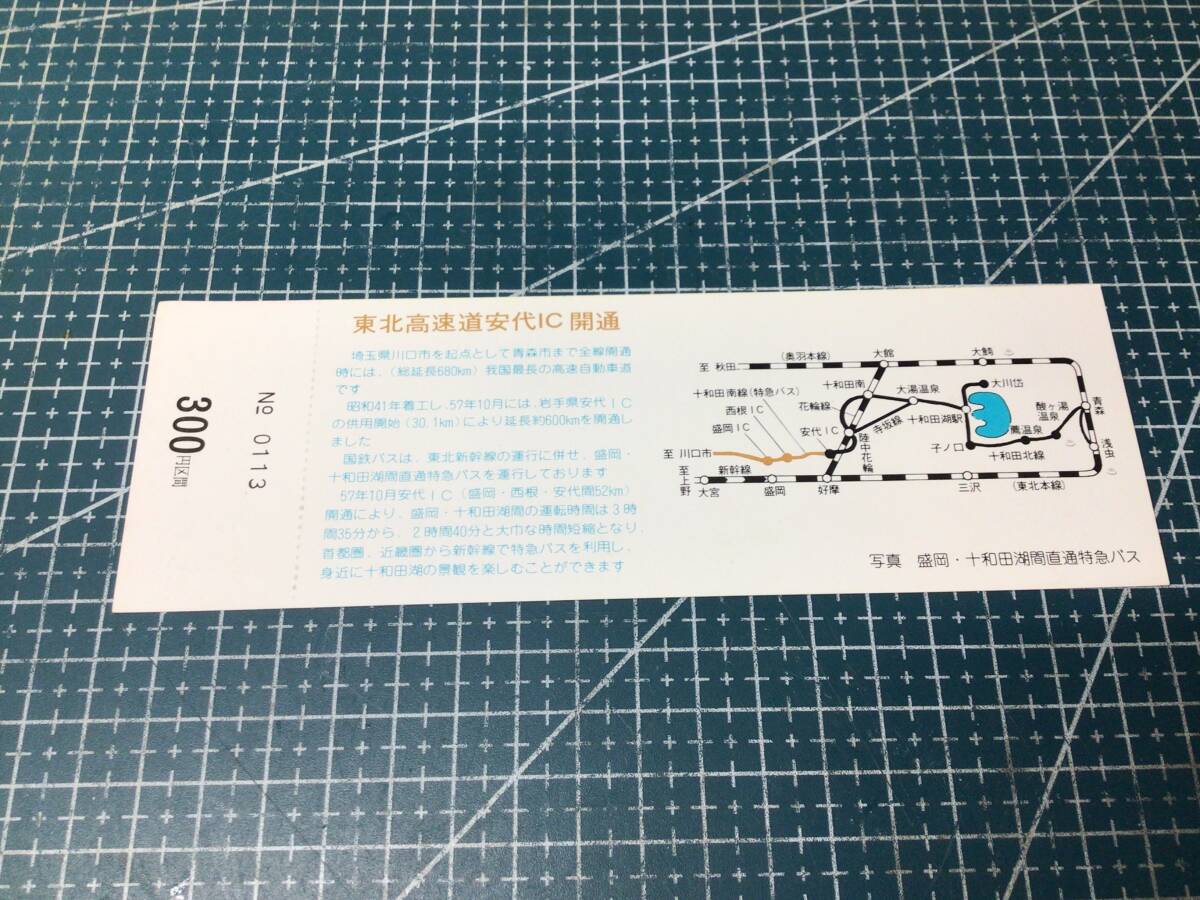 東北高速道安代IC開通
埼玉県川口市を起点として青森市まで全線開通
時には、(総延長680km)我国最長の高速自動車道
です
昭和41年着工し、57年10月には、岩手県安代IC
の供用開始(30.1km)により延長約600kmを開通し
ました
国鉄バスは、東北新幹線の運行に併せ、盛岡・
十和田湖間直通特急バスを運行しております
57年10月安代IC(盛岡・西根・安代間52km)
開通により、盛岡・十和田湖間の運転時間は3時
間35分から、2時間40分と大巾な時間短縮となり、
首都圏、近畿圏から新幹線で特急バスを利用し、
身近に十和田湖の景観を楽しむことができます
No 0113
300円区間
至 秋田
(奥羽本線)
大館
大鰐
十和田南線(特急バス)
十和田南
大湯温泉
大川岱
西根IC
花輪線
十和田湖駅
酸ヶ湯
温泉
青森
盛岡IC
安代IC
寺坂線
蔦温泉
至 川口市
陸中花輪
子ノ口
十和田北線
浅虫
至上野
新幹線
大宮
盛岡
好摩
三沢
(東北本線)
写真 盛岡・十和田湖間直通特急バス